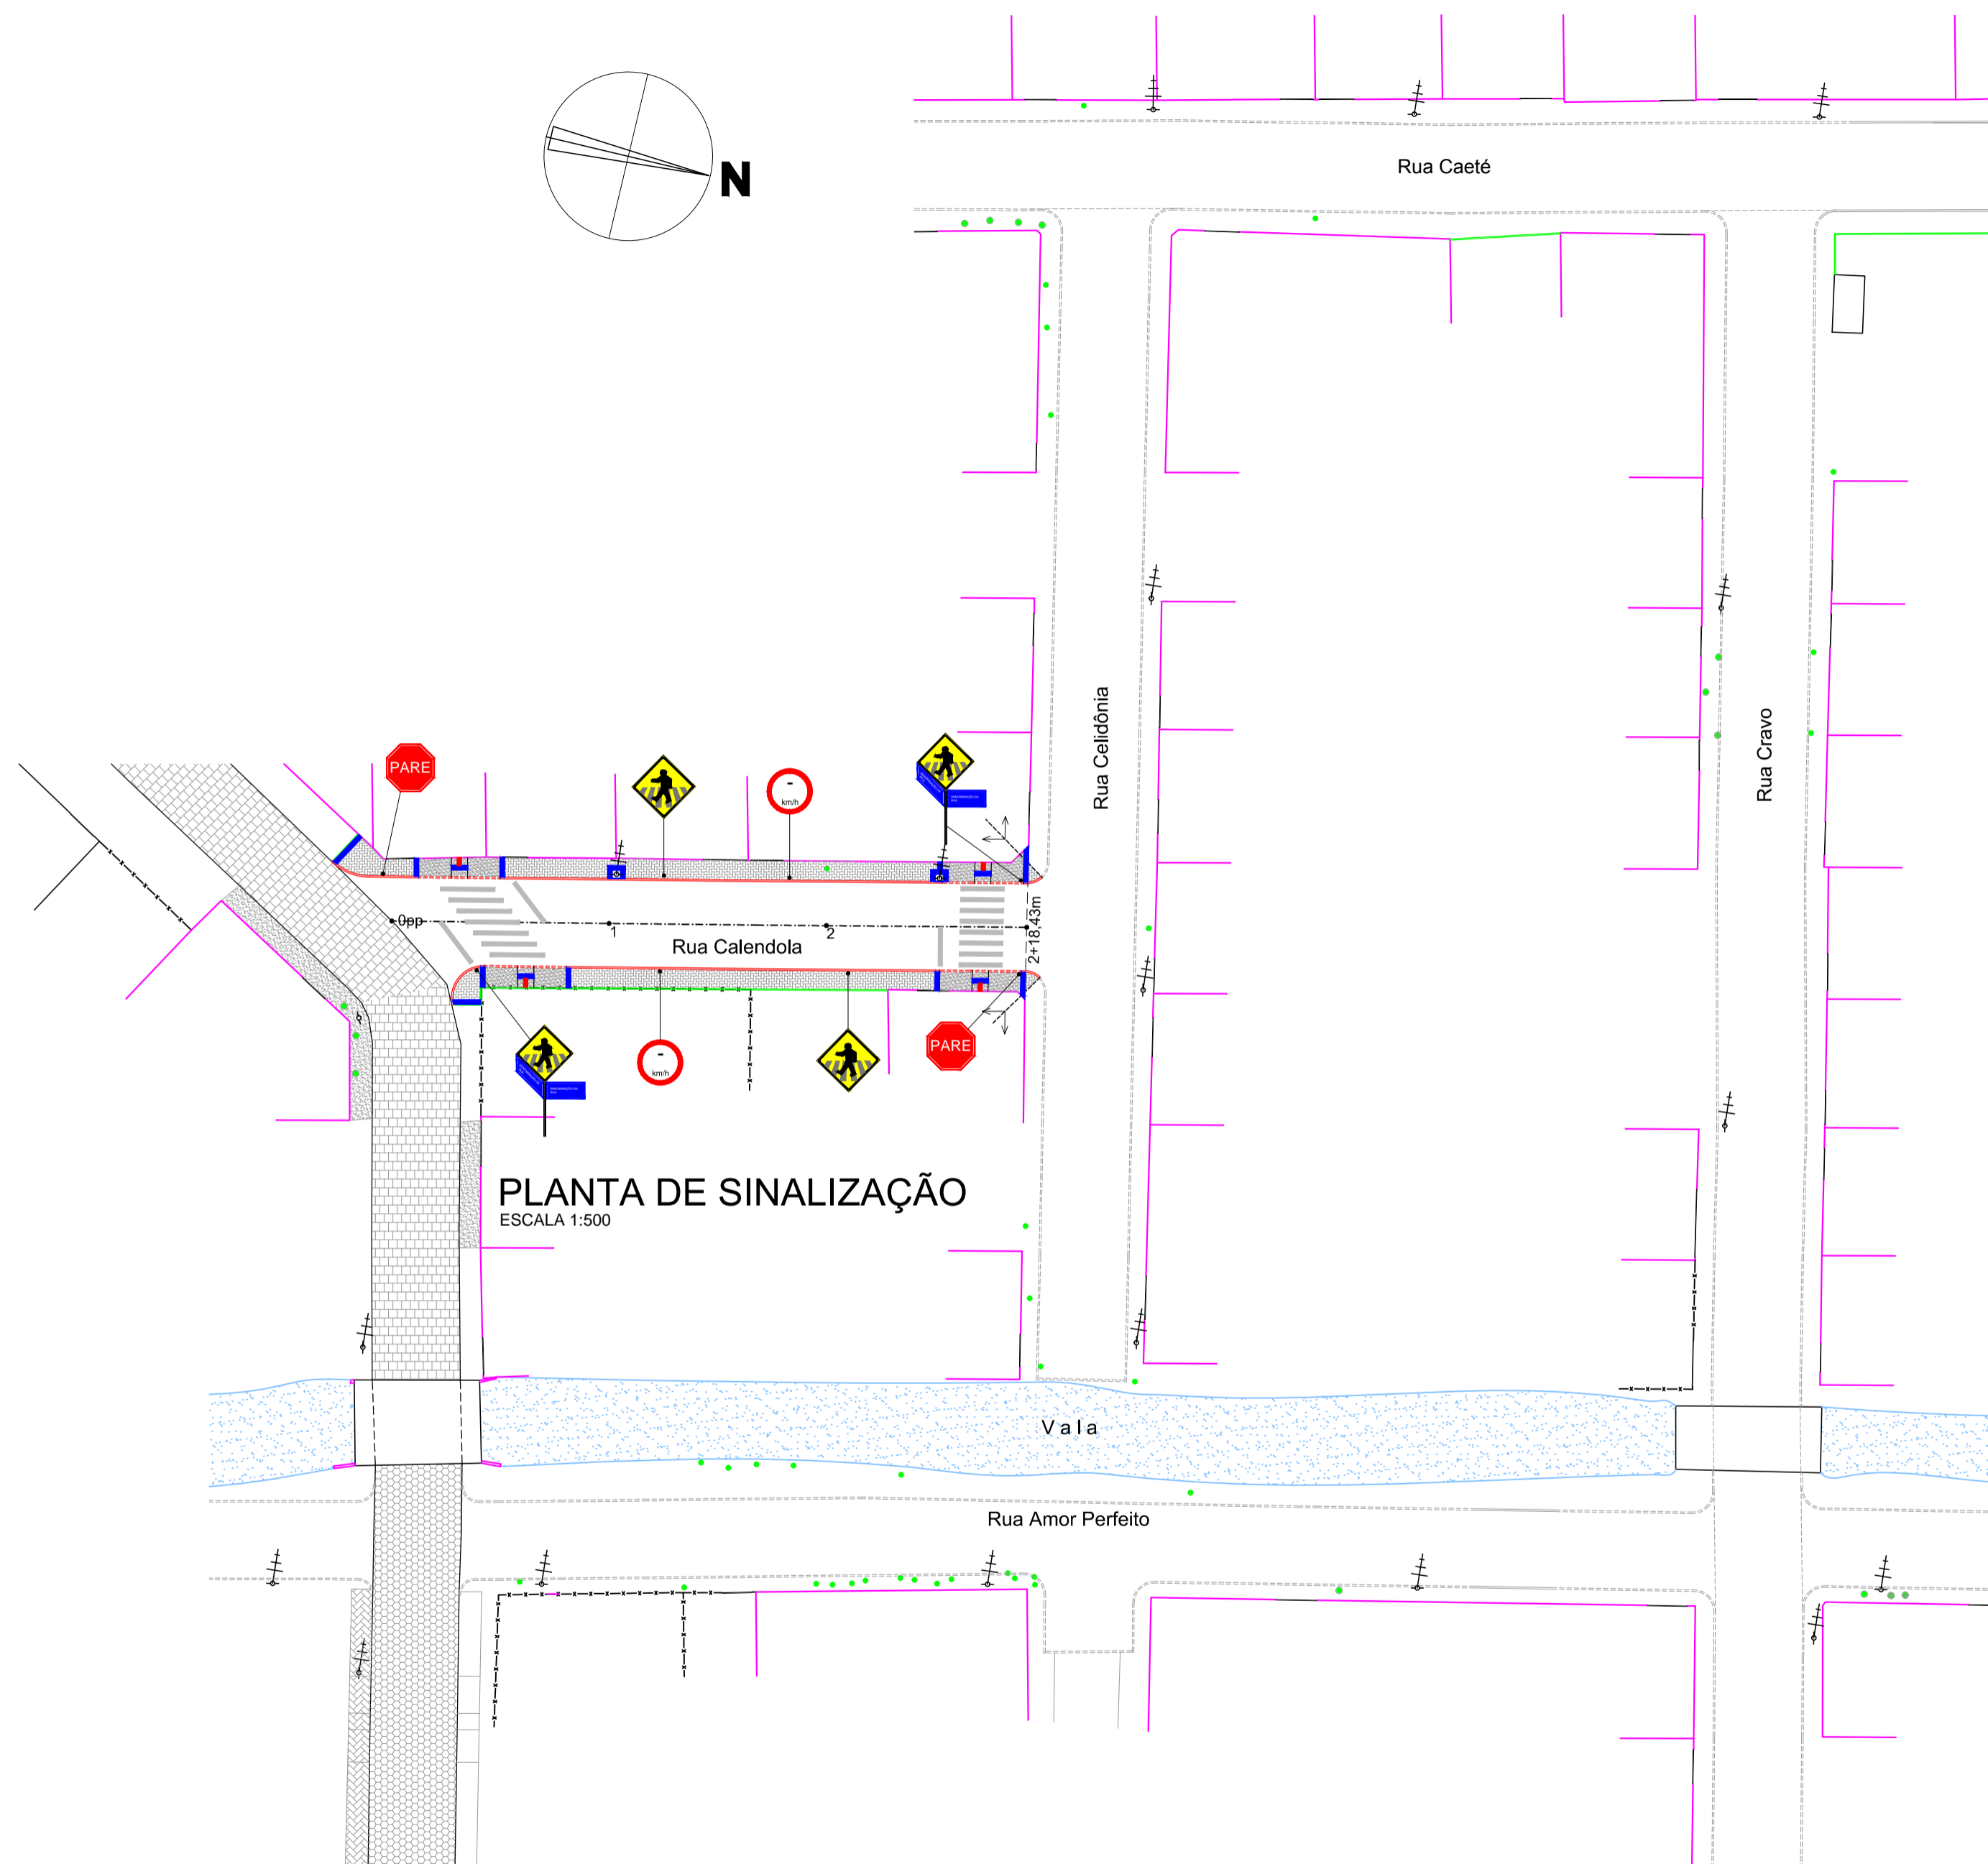 N
Rua Caeté
Rua Celidônia
Rua Cravo
PARE
-
km/h
0pp
1
2
2+18,43m
Rua Calendola
-
km/h
PARE
PLANTA DE SINALIZAÇÃO
ESCALA 1:500
Vala
Rua Amor Perfeito